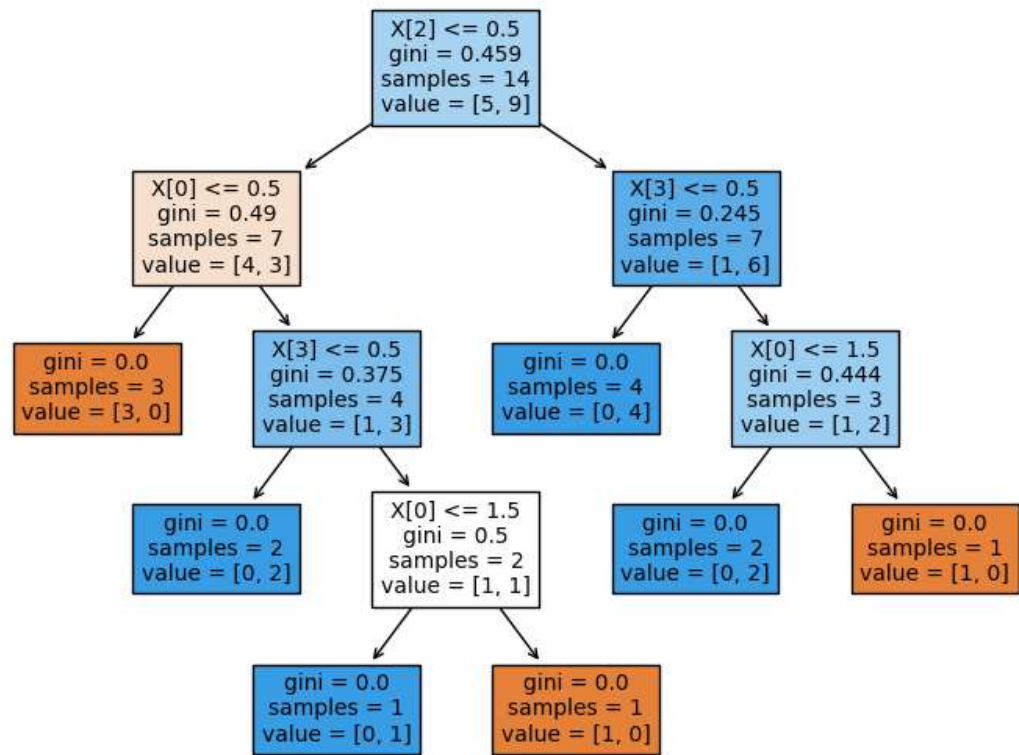 X[2] <= 0.5
gini = 0.459
samples = 14
value = [5, 9]
X[0] <= 0.5
gini = 0.49
samples = 7
value = [4, 3]
X[3] <= 0.5
gini = 0.245
samples = 7
value = [1, 6]
gini = 0.0
samples = 3
value = [3, 0]
X[3] <= 0.5
gini = 0.375
samples = 4
value = [1, 3]
gini = 0.0
samples = 4
value = [0, 4]
X[0] <= 1.5
gini = 0.444
samples = 3
value = [1, 2]
gini = 0.0
samples = 2
value = [0, 2]
X[0] <= 1.5
gini = 0.5
samples = 2
value = [1, 1]
gini = 0.0
samples = 2
value = [0, 2]
gini = 0.0
samples = 1
value = [1, 0]
gini = 0.0
samples = 1
value = [0, 1]
gini = 0.0
samples = 1
value = [1, 0]